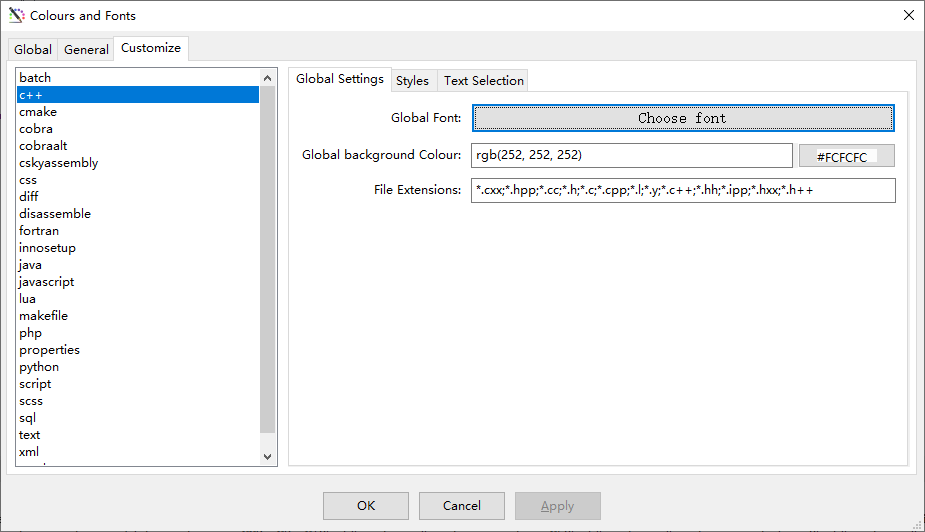 Colours and Fonts
Global General Customize
batch
c++
cmake
cobra
cobraalt
cskyassembly
css
diff
disassemble
fortran
innosetup
java
javascript
lua
makefile
php
properties
python
script
scss
sql
text
xml
Global Settings Styles Text Selection
Global Font: Choose font
Global background Colour: rgb(252, 252, 252) #FCFCFC
File Extensions: *.cxx;*.hpp;*.cc;*.h;*.c;*.cpp;*.l;*.y;*.c++;*.hh;*.ipp;*.hxx;*.h++
OK Cancel Apply